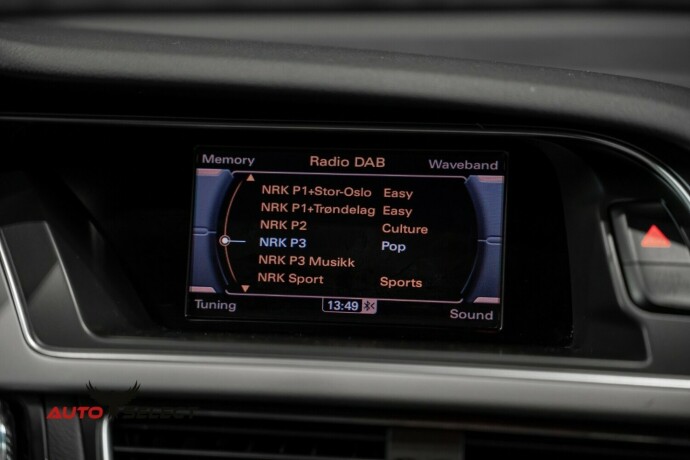 Memory Radio DAB Waveband
NRK P1+Stor-Oslo Easy
NRK P1+Trøndelag Easy
NRK P2 Culture
NRK P3 Pop
NRK P3 Musikk
NRK Sport Sports
Tuning 13:49 Sound
AUTO SELECT